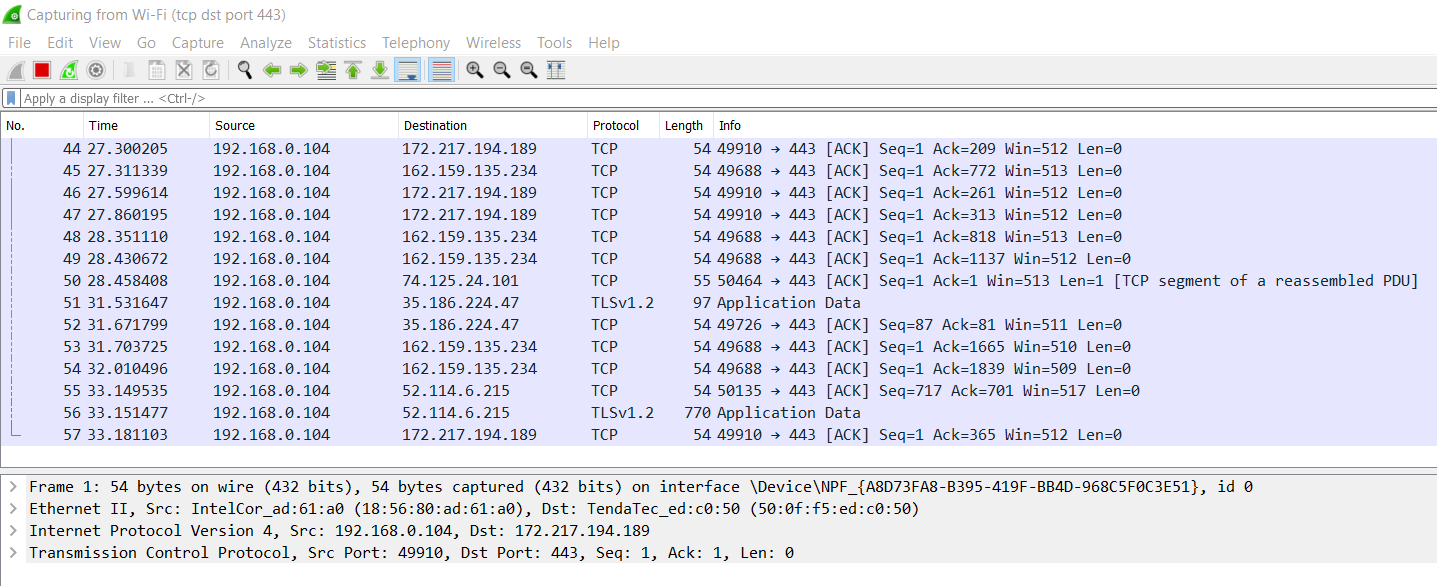 Capturing from Wi-Fi (tcp dst port 443)
File Edit View Go Capture Analyze Statistics Telephony Wireless Tools Help
Apply a display filter ... <Ctrl-/>
No. Time Source Destination Protocol Length Info
44 27.300205 192.168.0.104 172.217.194.189 TCP 54 49910 → 443 [ACK] Seq=1 Ack=209 Win=512 Len=0
45 27.311339 192.168.0.104 162.159.135.234 TCP 54 49688 → 443 [ACK] Seq=1 Ack=772 Win=513 Len=0
46 27.599614 192.168.0.104 172.217.194.189 TCP 54 49910 → 443 [ACK] Seq=1 Ack=261 Win=512 Len=0
47 27.860195 192.168.0.104 172.217.194.189 TCP 54 49910 → 443 [ACK] Seq=1 Ack=313 Win=512 Len=0
48 28.351110 192.168.0.104 162.159.135.234 TCP 54 49688 → 443 [ACK] Seq=1 Ack=818 Win=513 Len=0
49 28.430672 192.168.0.104 162.159.135.234 TCP 54 49688 → 443 [ACK] Seq=1 Ack=1137 Win=512 Len=0
50 28.458408 192.168.0.104 74.125.24.101 TCP 55 50464 → 443 [ACK] Seq=1 Ack=1 Win=513 Len=1 [TCP segment of a reassembled PDU]
51 31.531647 192.168.0.104 35.186.224.47 TLSv1.2 97 Application Data
52 31.671799 192.168.0.104 35.186.224.47 TCP 54 49726 → 443 [ACK] Seq=87 Ack=81 Win=511 Len=0
53 31.703725 192.168.0.104 162.159.135.234 TCP 54 49688 → 443 [ACK] Seq=1 Ack=1665 Win=510 Len=0
54 32.010496 192.168.0.104 162.159.135.234 TCP 54 49688 → 443 [ACK] Seq=1 Ack=1839 Win=509 Len=0
55 33.149535 192.168.0.104 52.114.6.215 TCP 54 50135 → 443 [ACK] Seq=717 Ack=701 Win=517 Len=0
56 33.151477 192.168.0.104 52.114.6.215 TLSv1.2 770 Application Data
57 33.181103 192.168.0.104 172.217.194.189 TCP 54 49910 → 443 [ACK] Seq=1 Ack=365 Win=512 Len=0
Frame 1: 54 bytes on wire (432 bits), 54 bytes captured (432 bits) on interface \Device\NPF_{A8D73FA8-B395-419F-BB4D-968C5F0C3E51}, id 0
Ethernet II, Src: IntelCor_ad:61:a0 (18:56:80:ad:61:a0), Dst: TendaTec_ed:c0:50 (50:0f:f5:ed:c0:50)
Internet Protocol Version 4, Src: 192.168.0.104, Dst: 172.217.194.189
Transmission Control Protocol, Src Port: 49910, Dst Port: 443, Seq: 1, Ack: 1, Len: 0